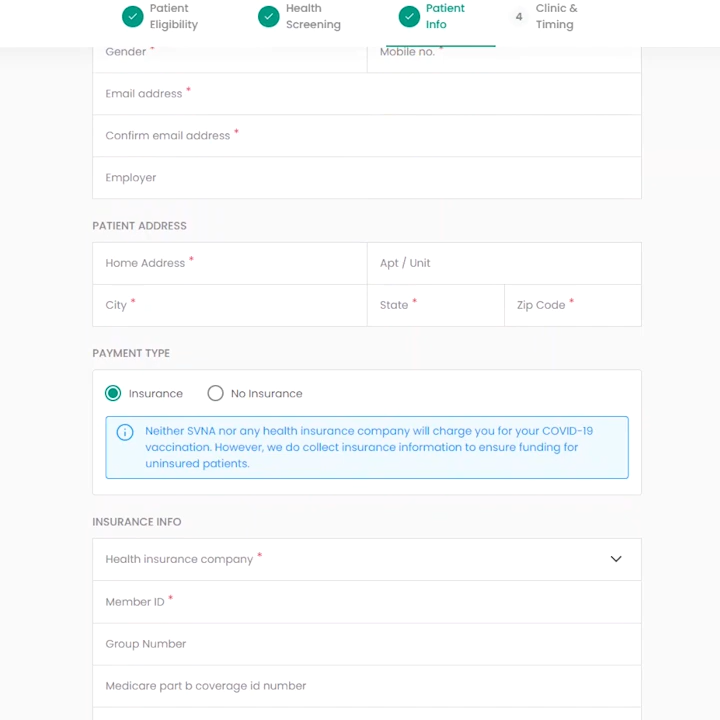 Patient
Eligibility
Health
Screening
Patient
Info
4
Clinic &
Timing
Gender *
Mobile no. *
Email address *
Confirm email address *
Employer
PATIENT ADDRESS
Home Address *
Apt / Unit
City *
State *
Zip Code *
PAYMENT TYPE
Insurance
No Insurance
Neither SVNA nor any health insurance company will charge you for your COVID-19
vaccination. However, we do collect insurance information to ensure funding for
uninsured patients.
INSURANCE INFO
Health insurance company *
Member ID *
Group Number
Medicare part b coverage id number